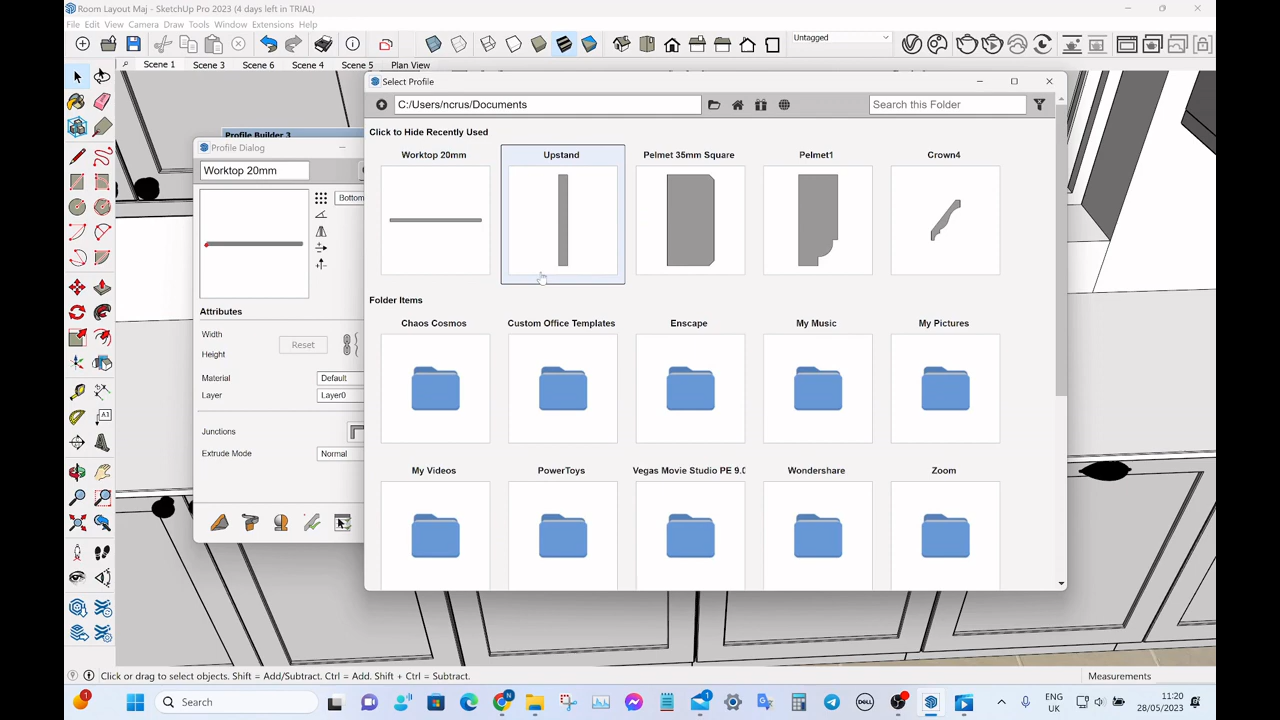 Room Layout Maj - SketchUp Pro 2023 (4 days left in TRIAL)
File Edit View Camera Draw Tools Window Extensions Help
Untagged
Scene 1 Scene 3 Scene 6 Scene 4 Scene 5 Plan View
Select Profile
C:/Users/ncrus/Documents
Search this Folder
Click to Hide Recently Used
Worktop 20mm Upstand Pelmet 35mm Square Pelmet1 Crown4
Folder Items
Chaos Cosmos Custom Office Templates Enscape My Music My Pictures
My Videos PowerToys Vegas Movie Studio PE 9.0 Wondershare Zoom
Profile Builder 3
Profile Dialog
Worktop 20mm
Bottom
Attributes
Width
Height
Reset
Material
Default
Layer
Layer0
Junctions
Extrude Mode
Normal
A1
Click or drag to select objects. Shift = Add/Subtract. Ctrl = Add. Shift + Ctrl = Subtract.
Measurements
1
Search
N
1
DELL
ENG
UK
11:20
28/05/2023